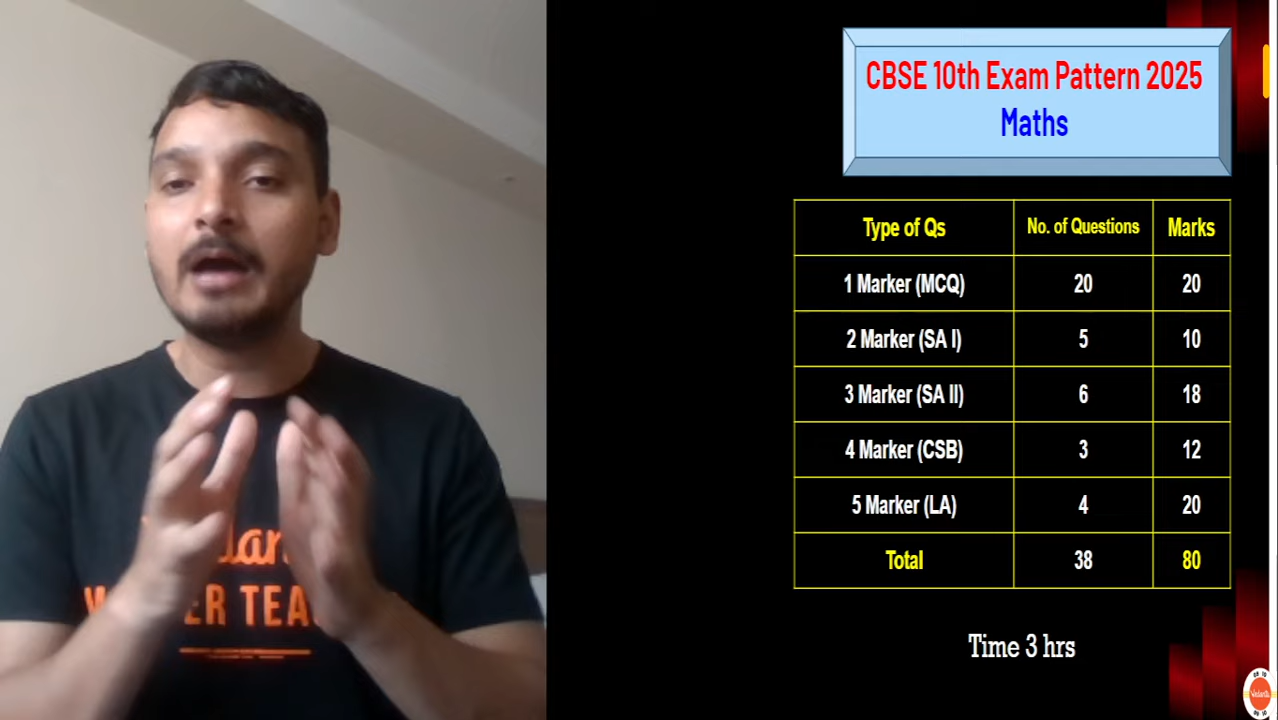 CBSE 10th Exam Pattern 2025
Maths
Type of Qs No. of Questions Marks
1 Marker (MCQ) 20 20
2 Marker (SA I) 5 10
3 Marker (SA II) 6 18
4 Marker (CSB) 3 12
5 Marker (LA) 4 20
Total 38 80
Time 3 hrs
Vedantu